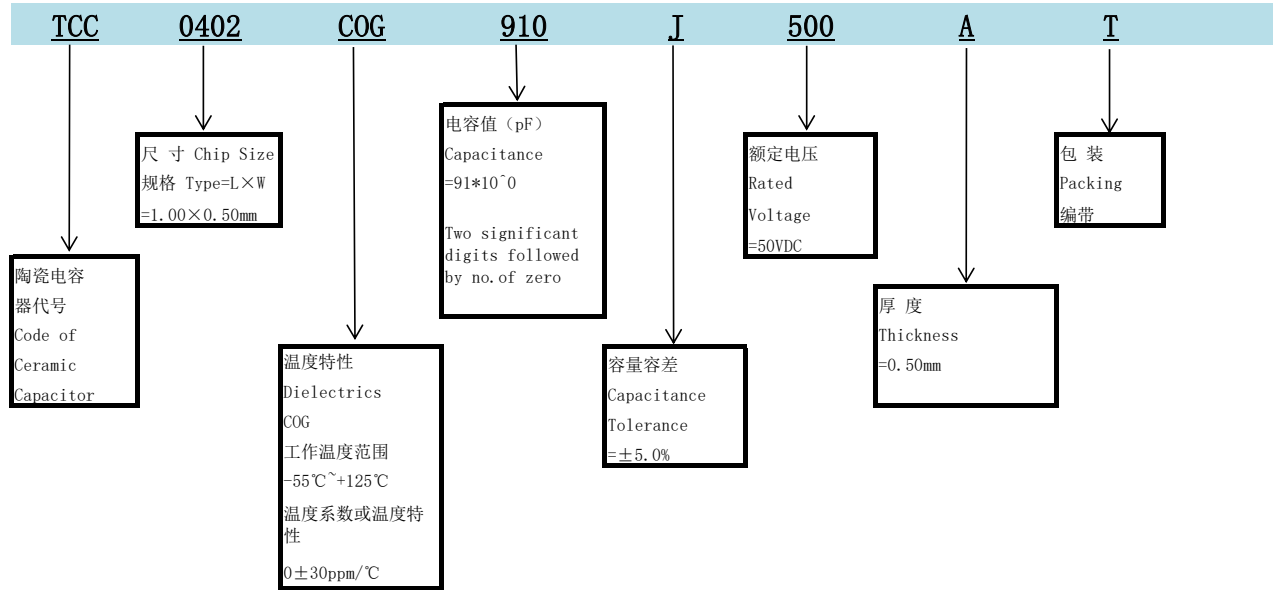 TCC 0402 COG 910 J 500 A T
陶瓷电容
器代号
Code of
Ceramic
Capacitor
尺 寸 Chip Size
规格 Type=L×W
=1.00×0.50mm
温度特性
Dielectrics
COG
工作温度范围
-55℃~+125℃
温度系数或温度特
性
0±30ppm/℃
电容值（pF）
Capacitance
=91*10^0
Two significant
digits followed
by no.of zero
容量容差
Capacitance
Tolerance
=±5.0%
额定电压
Rated
Voltage
=50VDC
厚 度
Thickness
=0.50mm
包 装
Packing
编带